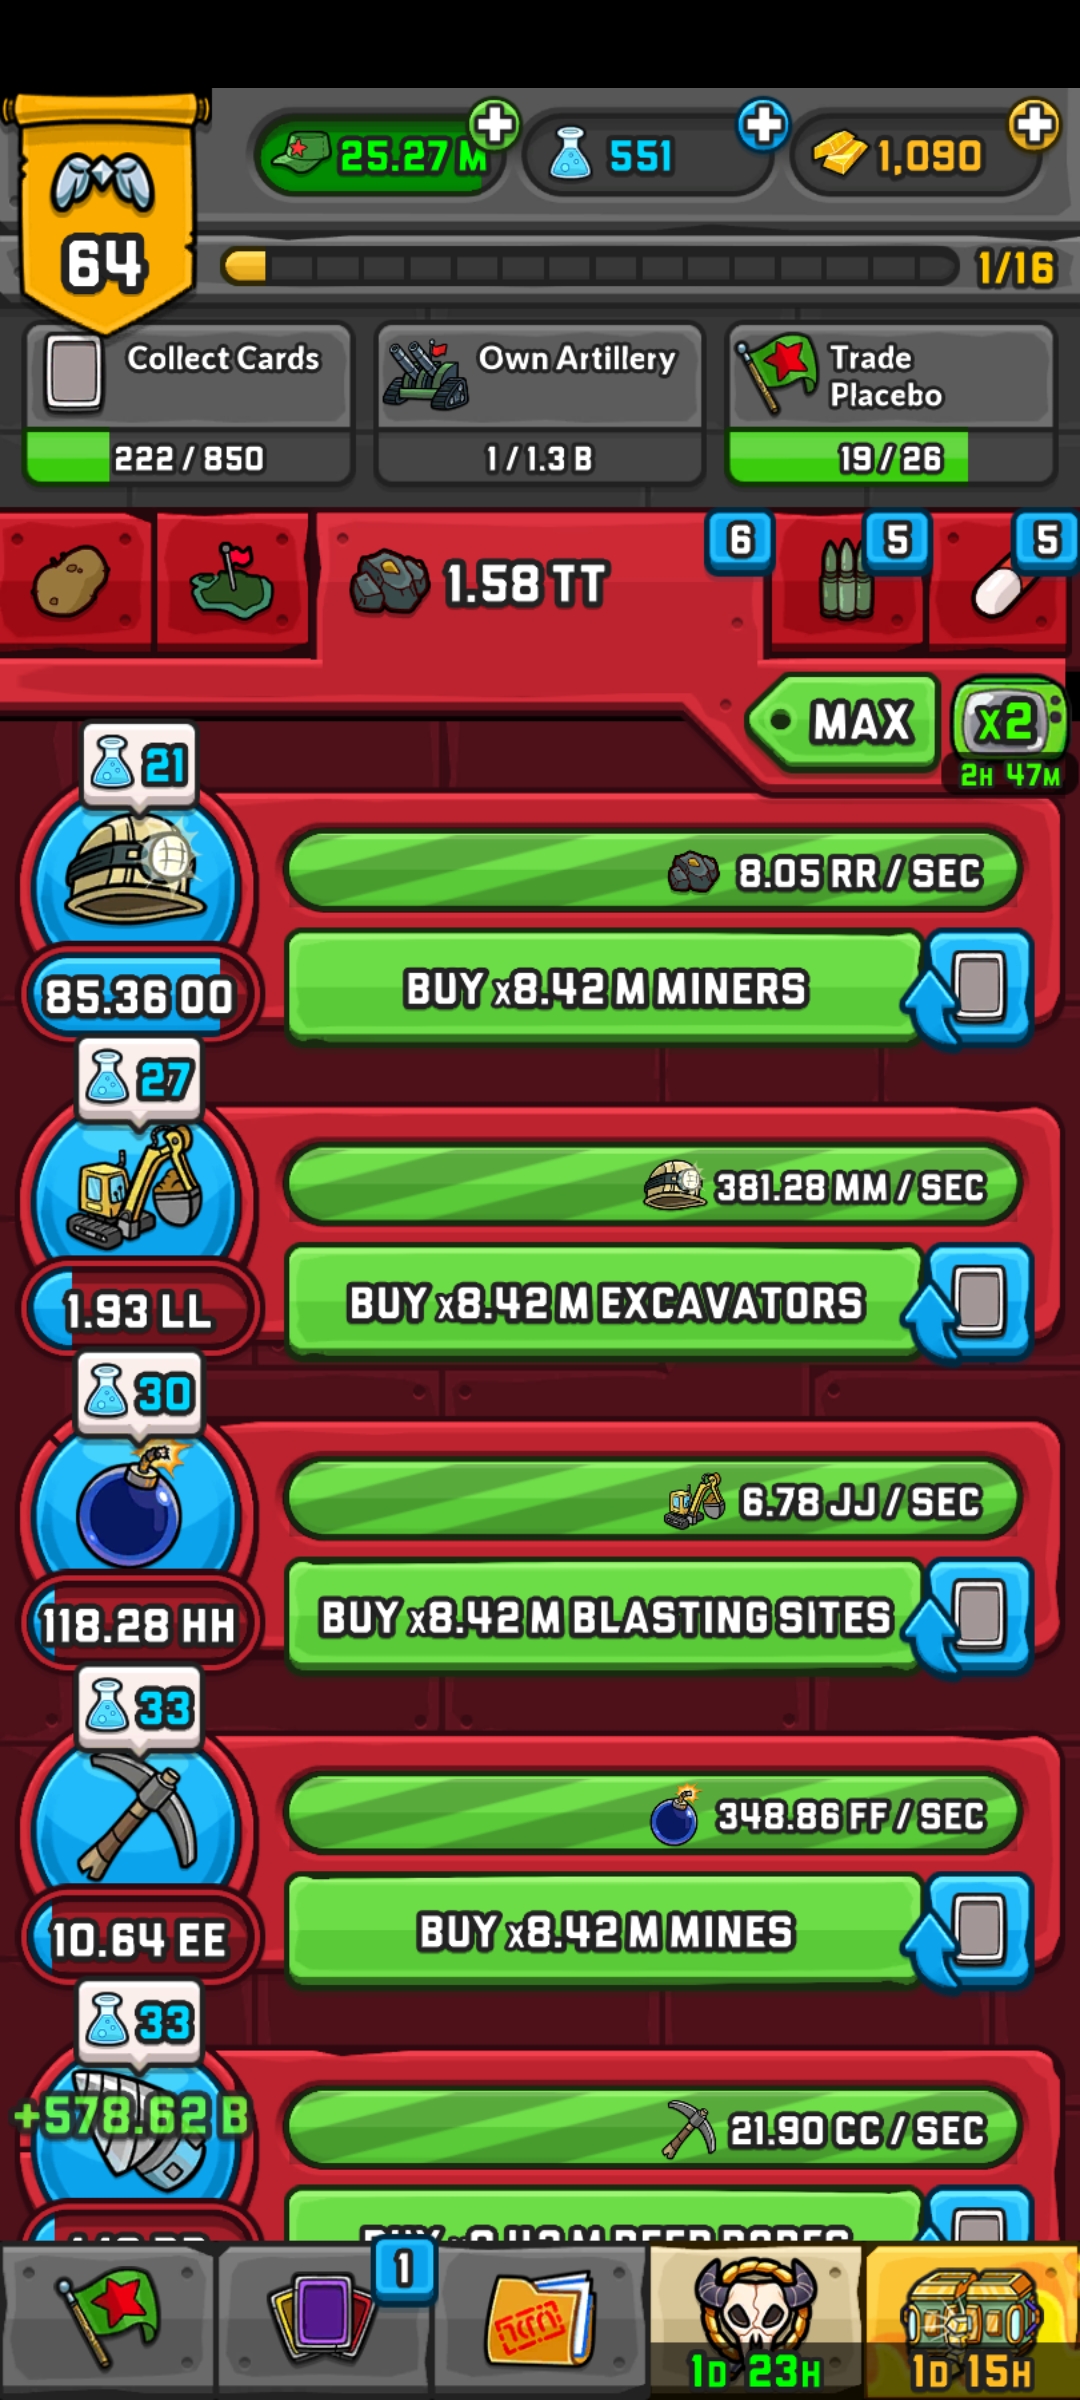 25.27 M
551
1,090
64
1/16
Collect Cards
222 / 850
Own Artillery
1 / 1.3 B
Trade
Placebo
19 / 26
1.58 TT
6
5
5
MAX
x2
2H 47M
21
8.05 RR / SEC
85.36 OO
BUY x8.42 M MINERS
27
381.28 MM / SEC
1.93 LL
BUY x8.42 M EXCAVATORS
30
6.78 JJ / SEC
118.28 HH
BUY x8.42 M BLASTING SITES
33
348.86 FF / SEC
10.64 EE
BUY x8.42 M MINES
33
+578.62 B
21.90 CC / SEC
1
1D 23H
1D 15H